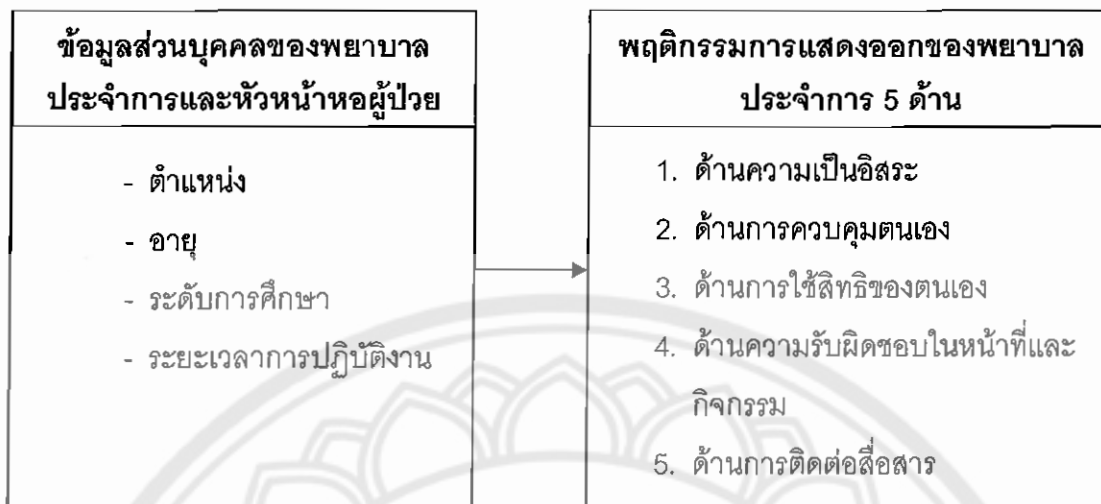 ข้อมูลส่วนบุคคลของพยาบาล
ประจำการและหัวหน้าหอผู้ป่วย
- ตำแหน่ง
- อายุ
- ระดับการศึกษา
- ระยะเวลาการปฏิบัติงาน
พฤติกรรมการแสดงออกของพยาบาล
ประจำการ 5 ด้าน
1. ด้านความเป็นอิสระ
2. ด้านการควบคุมตนเอง
3. ด้านการใช้สิทธิของตนเอง
4. ด้านความรับผิดชอบในหน้าที่และ
กิจกรรม
5. ด้านการติดต่อสื่อสาร